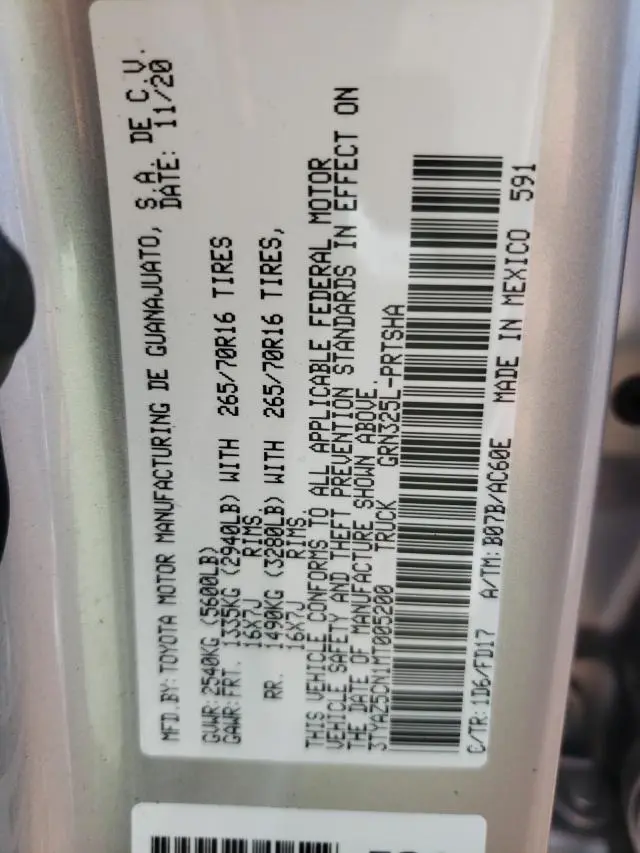 MFD.BY:TOYOTA MOTOR MANUFACTURING DE GUANAJUATO, S.A. DE C.V.
DATE: 11/20
GVWR:2540KG (5600LB)
GAWR:FRT. 1335KG (2940LB) WITH 265/70R16 TIRES
16X7J RIMS.
RR. 1490KG (3280LB) WITH 265/70R16 TIRES,
16X7J RIMS.
THIS VEHICLE CONFORMS TO ALL APPLICABLE FEDERAL MOTOR
VEHICLE SAFETY AND THEFT PREVENTION STANDARDS IN EFFECT ON
THE DATE OF MANUFACTURE SHOWN ABOVE.
3TYAZ5CN1MT005200 TRUCK GRN325L-PRTSHA
C/TR:1D6/FD17 A/TM:B07B/AC60E MADE IN MEXICO 591